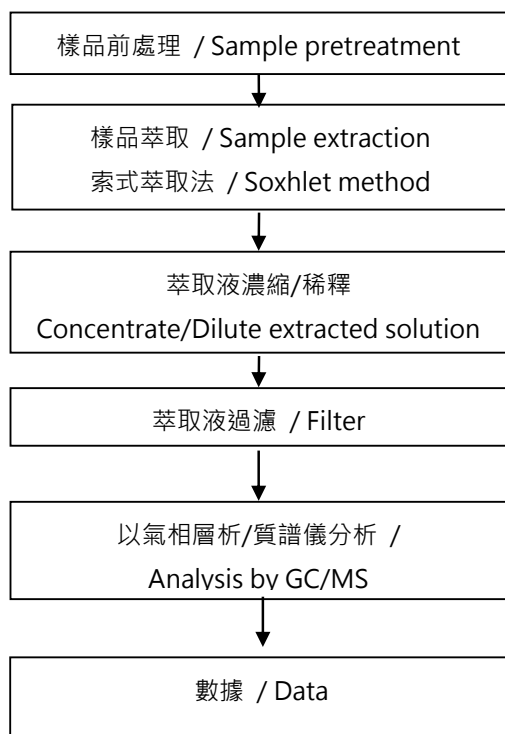 樣品前處理 / Sample pretreatment
樣品萃取 / Sample extraction
索式萃取法 / Soxhlet method
萃取液濃縮/稀釋
Concentrate/Dilute extracted solution
萃取液過濾 / Filter
以氣相層析/質譜儀分析 /
Analysis by GC/MS
數據 / Data